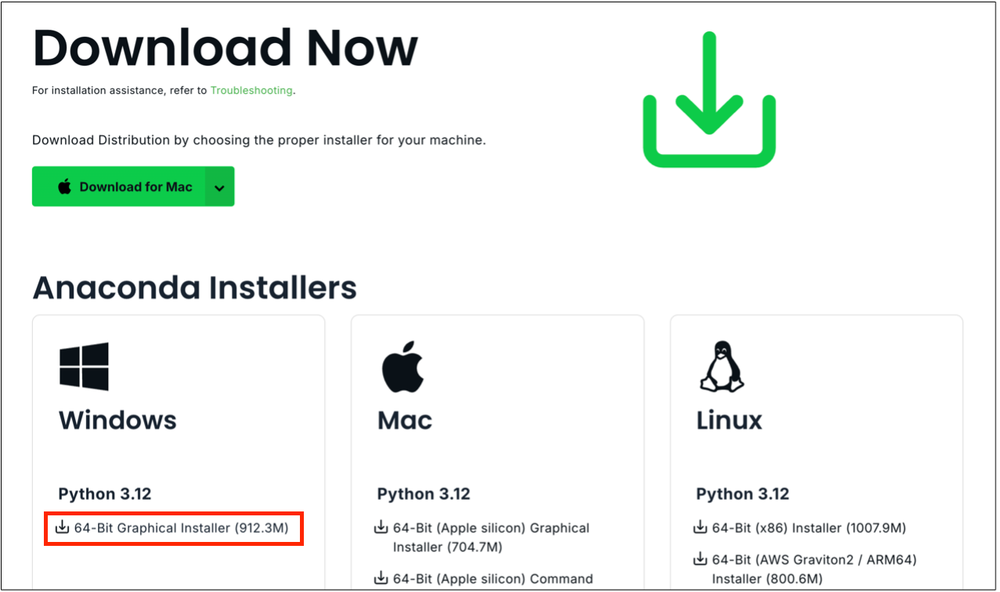 Download Now
For installation assistance, refer to Troubleshooting.
Download Distribution by choosing the proper installer for your machine.
Download for Mac
Anaconda Installers
Windows
Python 3.12
64-Bit Graphical Installer (912.3M)
Mac
Python 3.12
64-Bit (Apple silicon) Graphical
Installer (704.7M)
64-Bit (Apple silicon) Command
Linux
Python 3.12
64-Bit (x86) Installer (1007.9M)
64-Bit (AWS Graviton2 / ARM64)
Installer (800.6M)